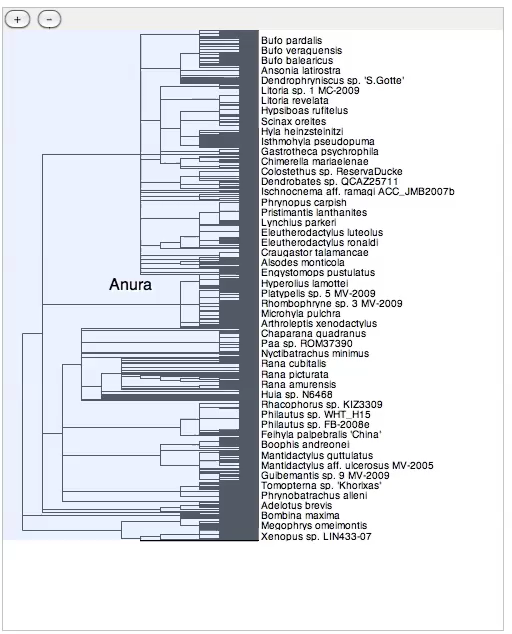 + -
Bufo pardalis
Bufo veraguensis
Bufo balearicus
Ansonia latirostra
Dendrophryniscus sp. 'S.Gotte'
Litoria sp. 1 MC-2009
Litoria revelata
Hypsiboas rufitelus
Scinax oreites
Hyla heinzsteinitzi
Isthmohyla pseudopuma
Gastrotheca psychrophila
Chimerella mariaelenae
Colostethus sp. ReservaDucke
Dendrobates sp. QCAZ25711
Ischnocnema aff. ramagi ACC_JMB2007b
Phrynopus carpish
Pristimantis lanthanites
Lynchius parkeri
Eleutherodactylus luteolus
Eleutherodactylus ronaldi
Craugastor talamancae
Alsodes monticola
Engystomops pustulatus
Anura
Hyperolius lamottei
Platypelis sp. 5 MV-2009
Rhombophryne sp. 3 MV-2009
Microhyla pulchra
Arthroleptis xenodactylus
Chaparana quadranus
Paa sp. ROM37390
Nyctibatrachus minimus
Rana cubitalis
Rana picturata
Rana amurensis
Huia sp. N6468
Rhacophorus sp. KIZ3309
Philautus sp. WHT_H15
Philautus sp. FB-2008e
Feihyla palpebralis 'China'
Boophis andreonei
Mantidactylus guttulatus
Mantidactylus aff. ulcerosus MV-2005
Guibemantis sp. 9 MV-2009
Tomopterna sp. 'Khorixas'
Phrynobatrachus alleni
Adelotus brevis
Bombina maxima
Megophrys omeimontis
Xenopus sp. LIN433-07